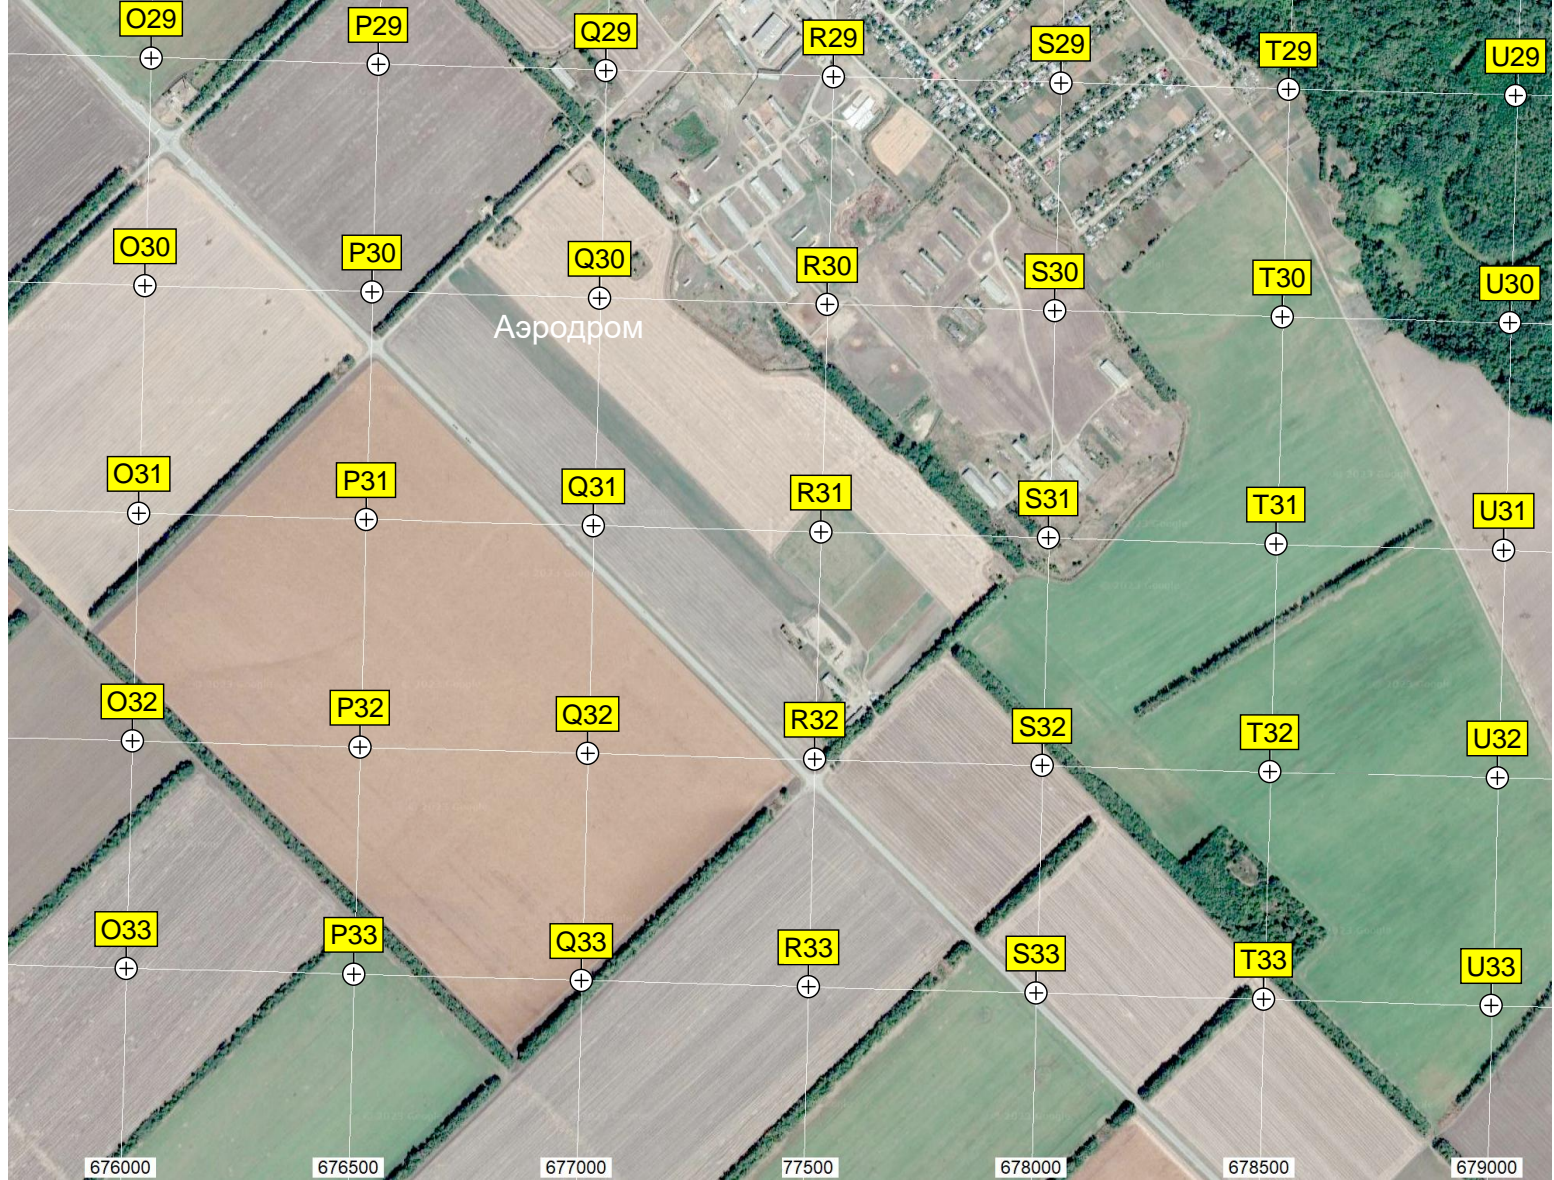 O29 P29 Q29 R29 S29 T29 U29
O30 P30 Q30 R30 S30 T30 U30
Аэродром
O31 P31 Q31 R31 S31 T31 U31
O32 P32 Q32 R32 S32 T32 U32
O33 P33 Q33 R33 S33 T33 U33
676000 676500 677000 77500 678000 678500 679000